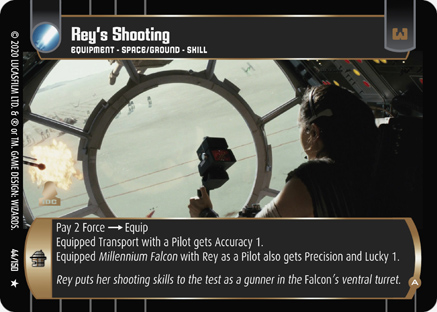 Rey's Shooting
EQUIPMENT • SPACE/GROUND • SKILL
3
© 2020 LUCASFILM LTD. & ® or TM. GAME DESIGN: WIZARDS.
44/150
★
IDC
Pay 2 Force → Equip
Equipped Transport with a Pilot gets Accuracy 1.
Equipped Millennium Falcon with Rey as a Pilot also gets Precision and Lucky 1.
Rey puts her shooting skills to the test as a gunner in the Falcon's ventral turret.
A